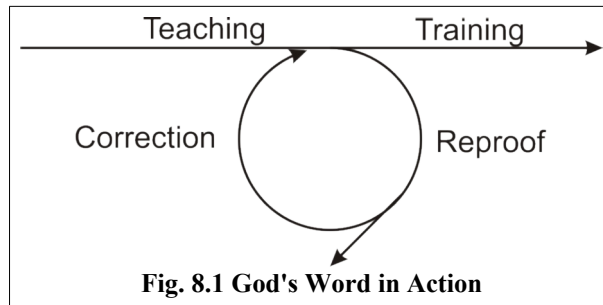 Teaching Training
Correction Reproof
Fig. 8.1 God's Word in Action